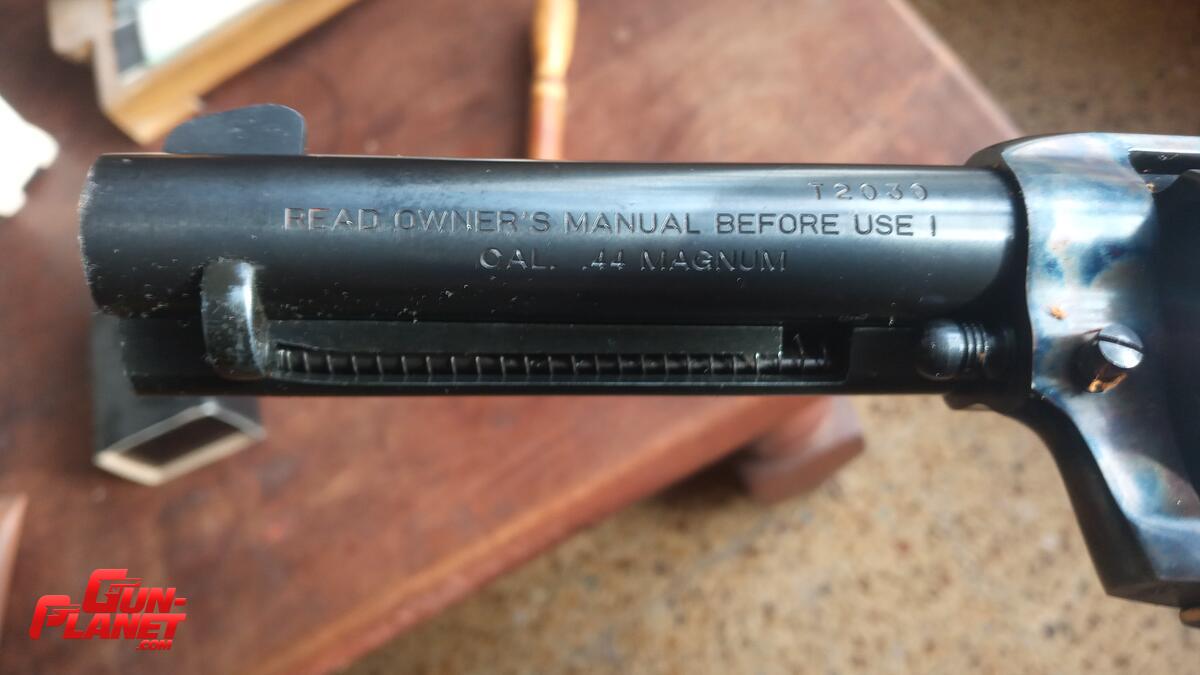 T2030
READ OWNER'S MANUAL BEFORE USE !
CAL. .44 MAGNUM
GUN-
PLANET
.COM